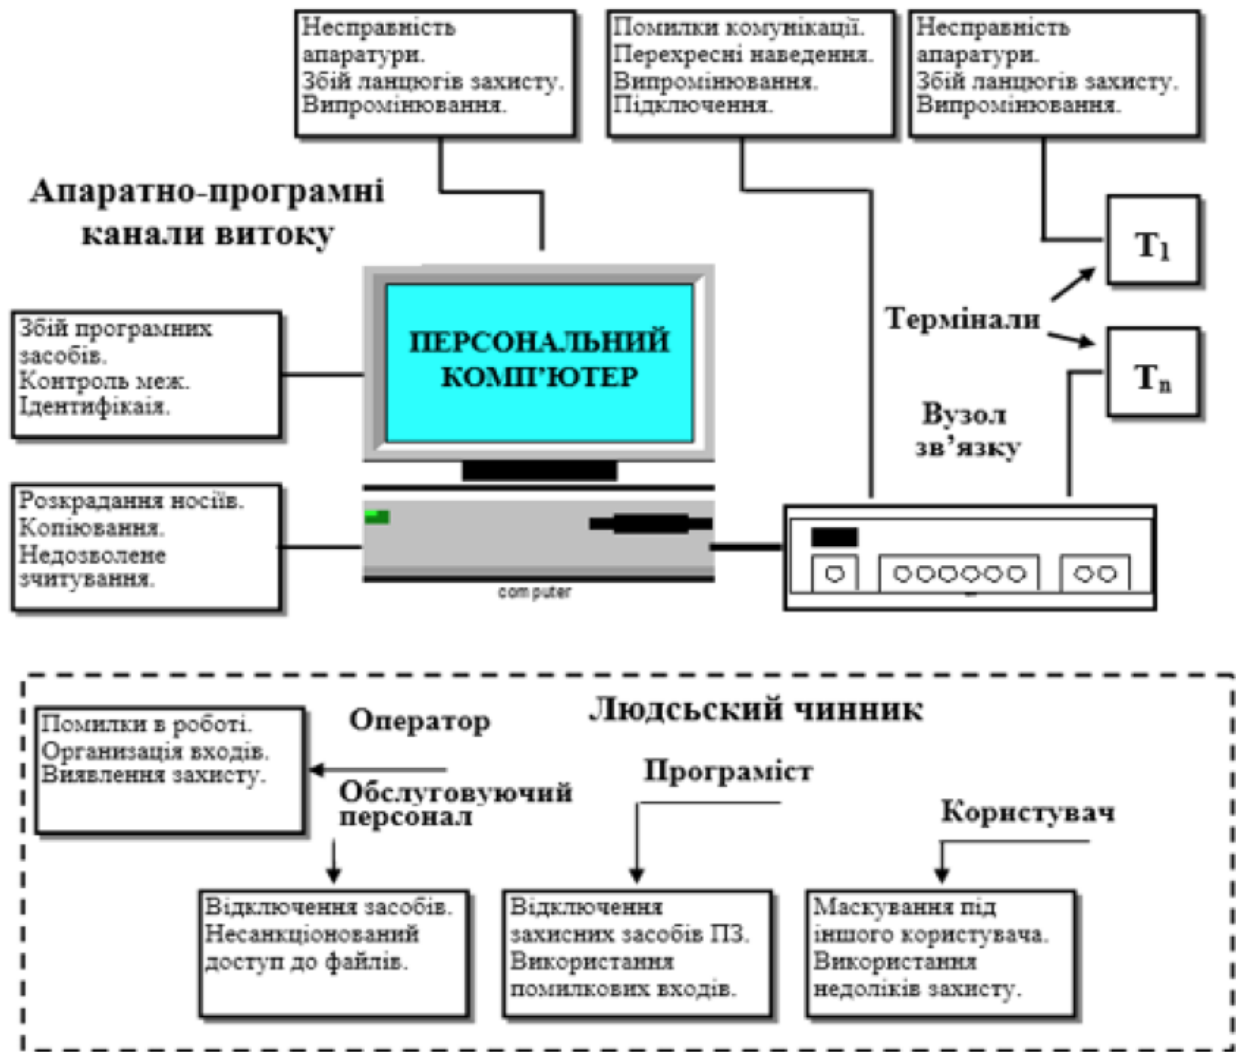 Несправність
апаратури.
Збій ланцюгів захисту.
Випромінювання.
Помилки комунікації.
Перехресні наведення.
Випромінювання.
Підключення.
Несправність
апаратури.
Збій ланцюгів захисту.
Випромінювання.
Апаратно-програмні
канали витоку
T1
Термінали
Tn
Збій програмних
засобів.
Контроль меж.
Ідентифікаія.
ПЕРСОНАЛЬНИЙ
КОМП’ЮТЕР
Вузол
зв’язку
Розкрадання носіїв.
Копіювання.
Недозволене
зчитування.
computer
Людсьский чинник
Помилки в роботі.
Организація входів.
Виявлення захисту.
Оператор
Обслуговуючий
персонал
Програміст
Користувач
Відключення засобів.
Несанкціонований
доступ до файлів.
Відключення
захисних засобів ПЗ.
Використання
помилкових входів.
Маскування під
іншого користувача.
Використання
недоліків захисту.